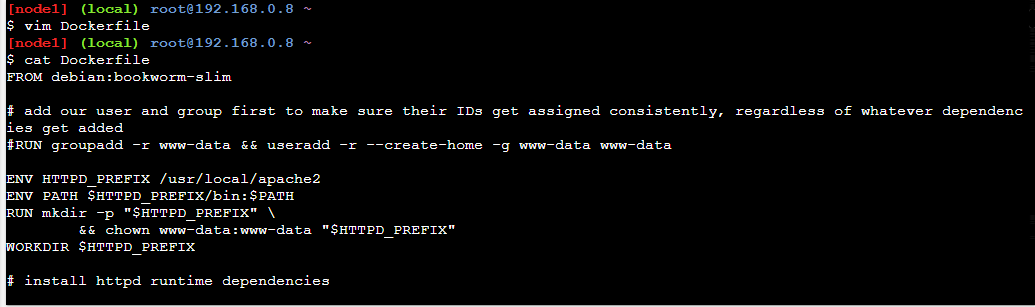 [node1] (local) root@192.168.0.8 ~
$ vim Dockerfile
[node1] (local) root@192.168.0.8 ~
$ cat Dockerfile
FROM debian:bookworm-slim

# add our user and group first to make sure their IDs get assigned consistently, regardless of whatever dependenc
ies get added
#RUN groupadd -r www-data && useradd -r --create-home -g www-data www-data

ENV HTTPD_PREFIX /usr/local/apache2
ENV PATH $HTTPD_PREFIX/bin:$PATH
RUN mkdir -p "$HTTPD_PREFIX" \
        && chown www-data:www-data "$HTTPD_PREFIX"
WORKDIR $HTTPD_PREFIX

# install httpd runtime dependencies